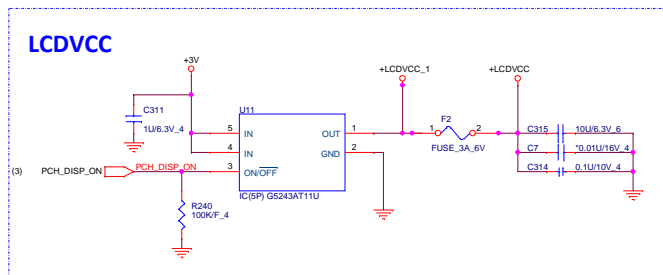 LCDVCC
+3V
+LCDVCC_1
+LCDVCC
C311
1U/6.3V_4
U11
5
IN
OUT
1
4
IN
GND
2
3
ON/OFF
IC(5P) G5243AT11U
1
F2
2
FUSE_3A_6V
C315
10U/6.3V_6
C7
*0.01U/16V_4
C314
0.1U/10V_4
(3)
PCH_DISP_ON
PCH_DISP_ON
R240
100K/F_4